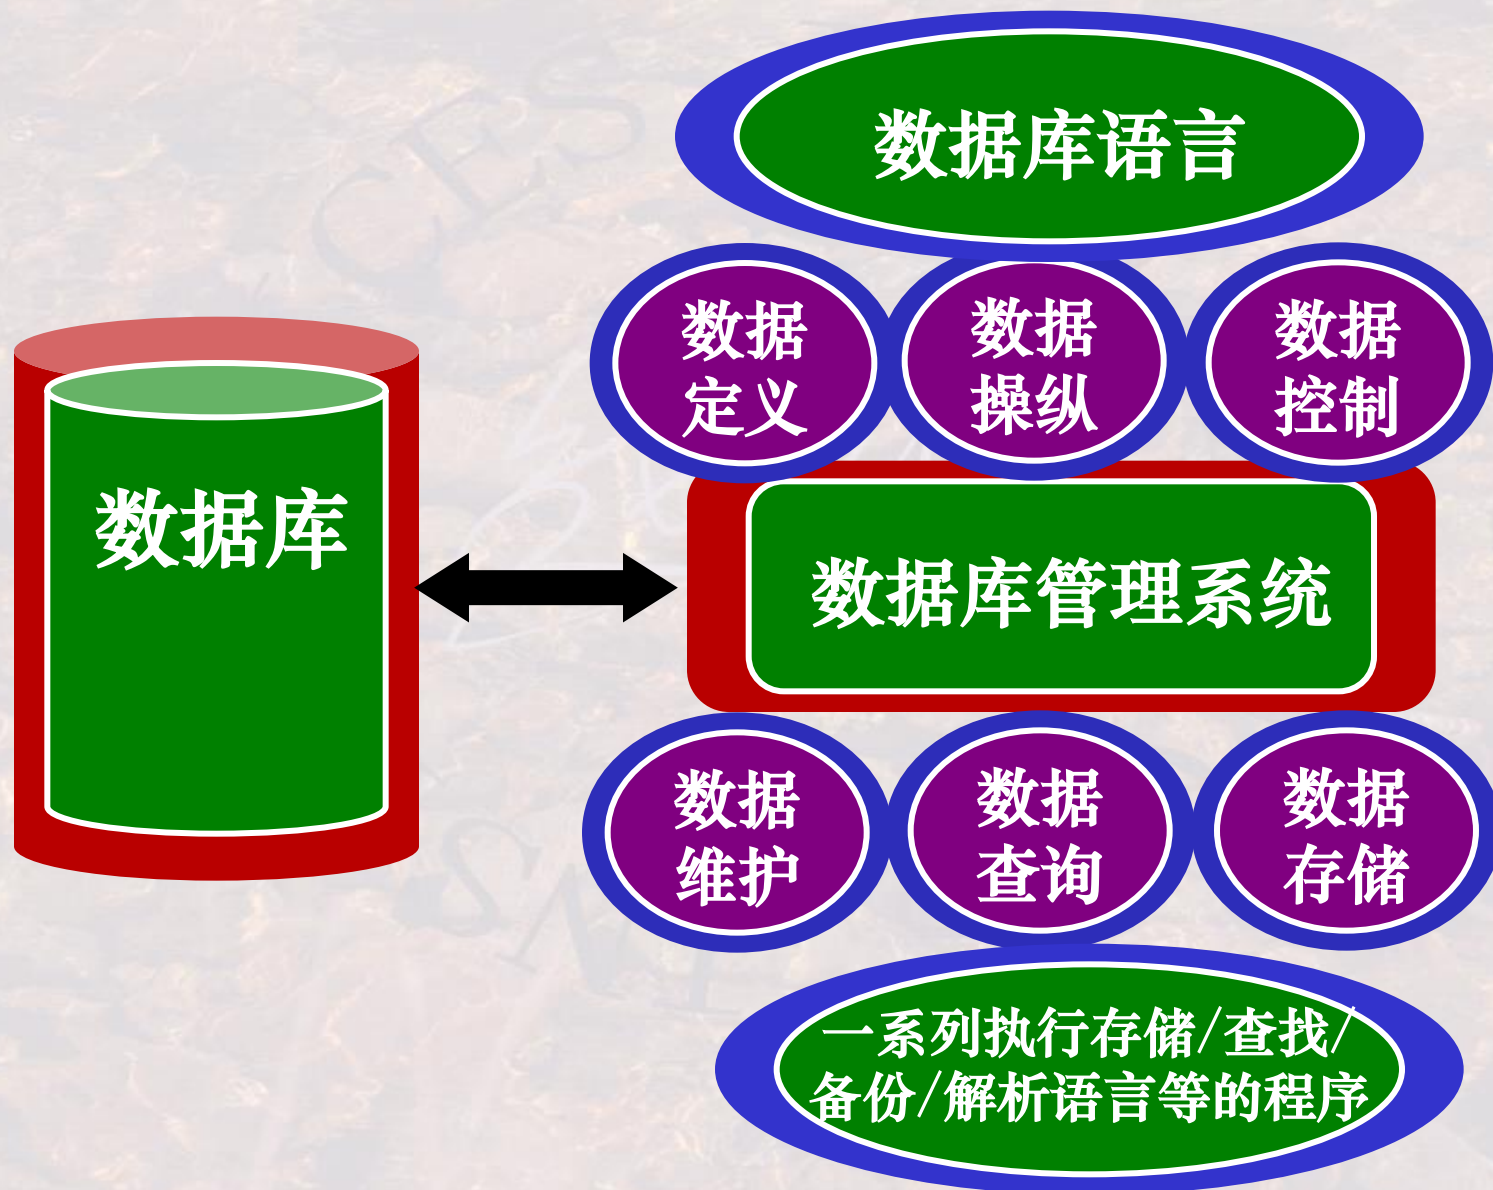 数据库语言
数据
定义
数据
操纵
数据
控制
数据库
数据库管理系统
数据
维护
数据
查询
数据
存储
一系列执行存储/查找/
备份/解析语言等的程序